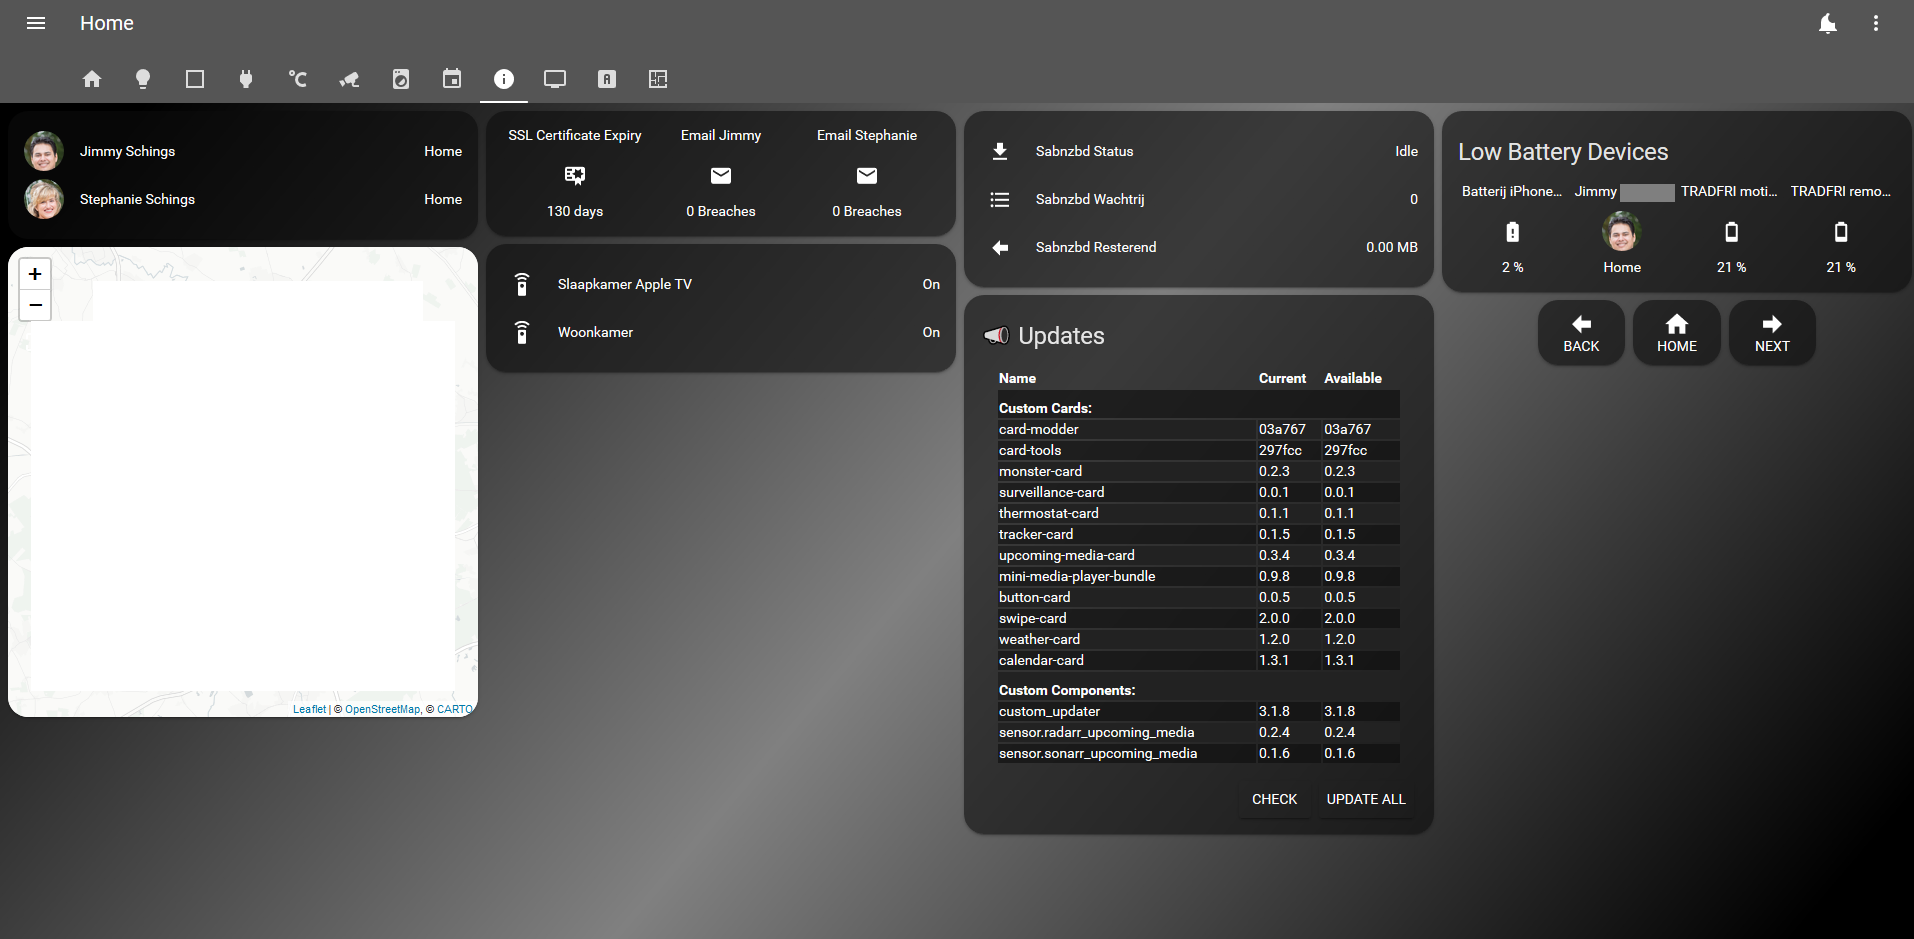 Home
Jimmy Schings Home
Stephanie Schings Home
+
−
Leaflet | © OpenStreetMap, © CARTO
SSL Certificate Expiry Email Jimmy Email Stephanie
130 days 0 Breaches 0 Breaches
Slaapkamer Apple TV On
Woonkamer On
Sabnzbd Status Idle
Sabnzbd Wachtrij 0
Sabnzbd Resterend 0.00 MB
Updates
Name Current Available
Custom Cards:
card-modder 03a767 03a767
card-tools 297fcc 297fcc
monster-card 0.2.3 0.2.3
surveillance-card 0.0.1 0.0.1
thermostat-card 0.1.1 0.1.1
tracker-card 0.1.5 0.1.5
upcoming-media-card 0.3.4 0.3.4
mini-media-player-bundle 0.9.8 0.9.8
button-card 0.0.5 0.0.5
swipe-card 2.0.0 2.0.0
weather-card 1.2.0 1.2.0
calendar-card 1.3.1 1.3.1
Custom Components:
custom_updater 3.1.8 3.1.8
sensor.radarr_upcoming_media 0.2.4 0.2.4
sensor.sonarr_upcoming_media 0.1.6 0.1.6
CHECK UPDATE ALL
Low Battery Devices
Batterij iPhone... Jimmy TRADFRI moti... TRADFRI remo...
2 % Home 21 % 21 %
BACK HOME NEXT